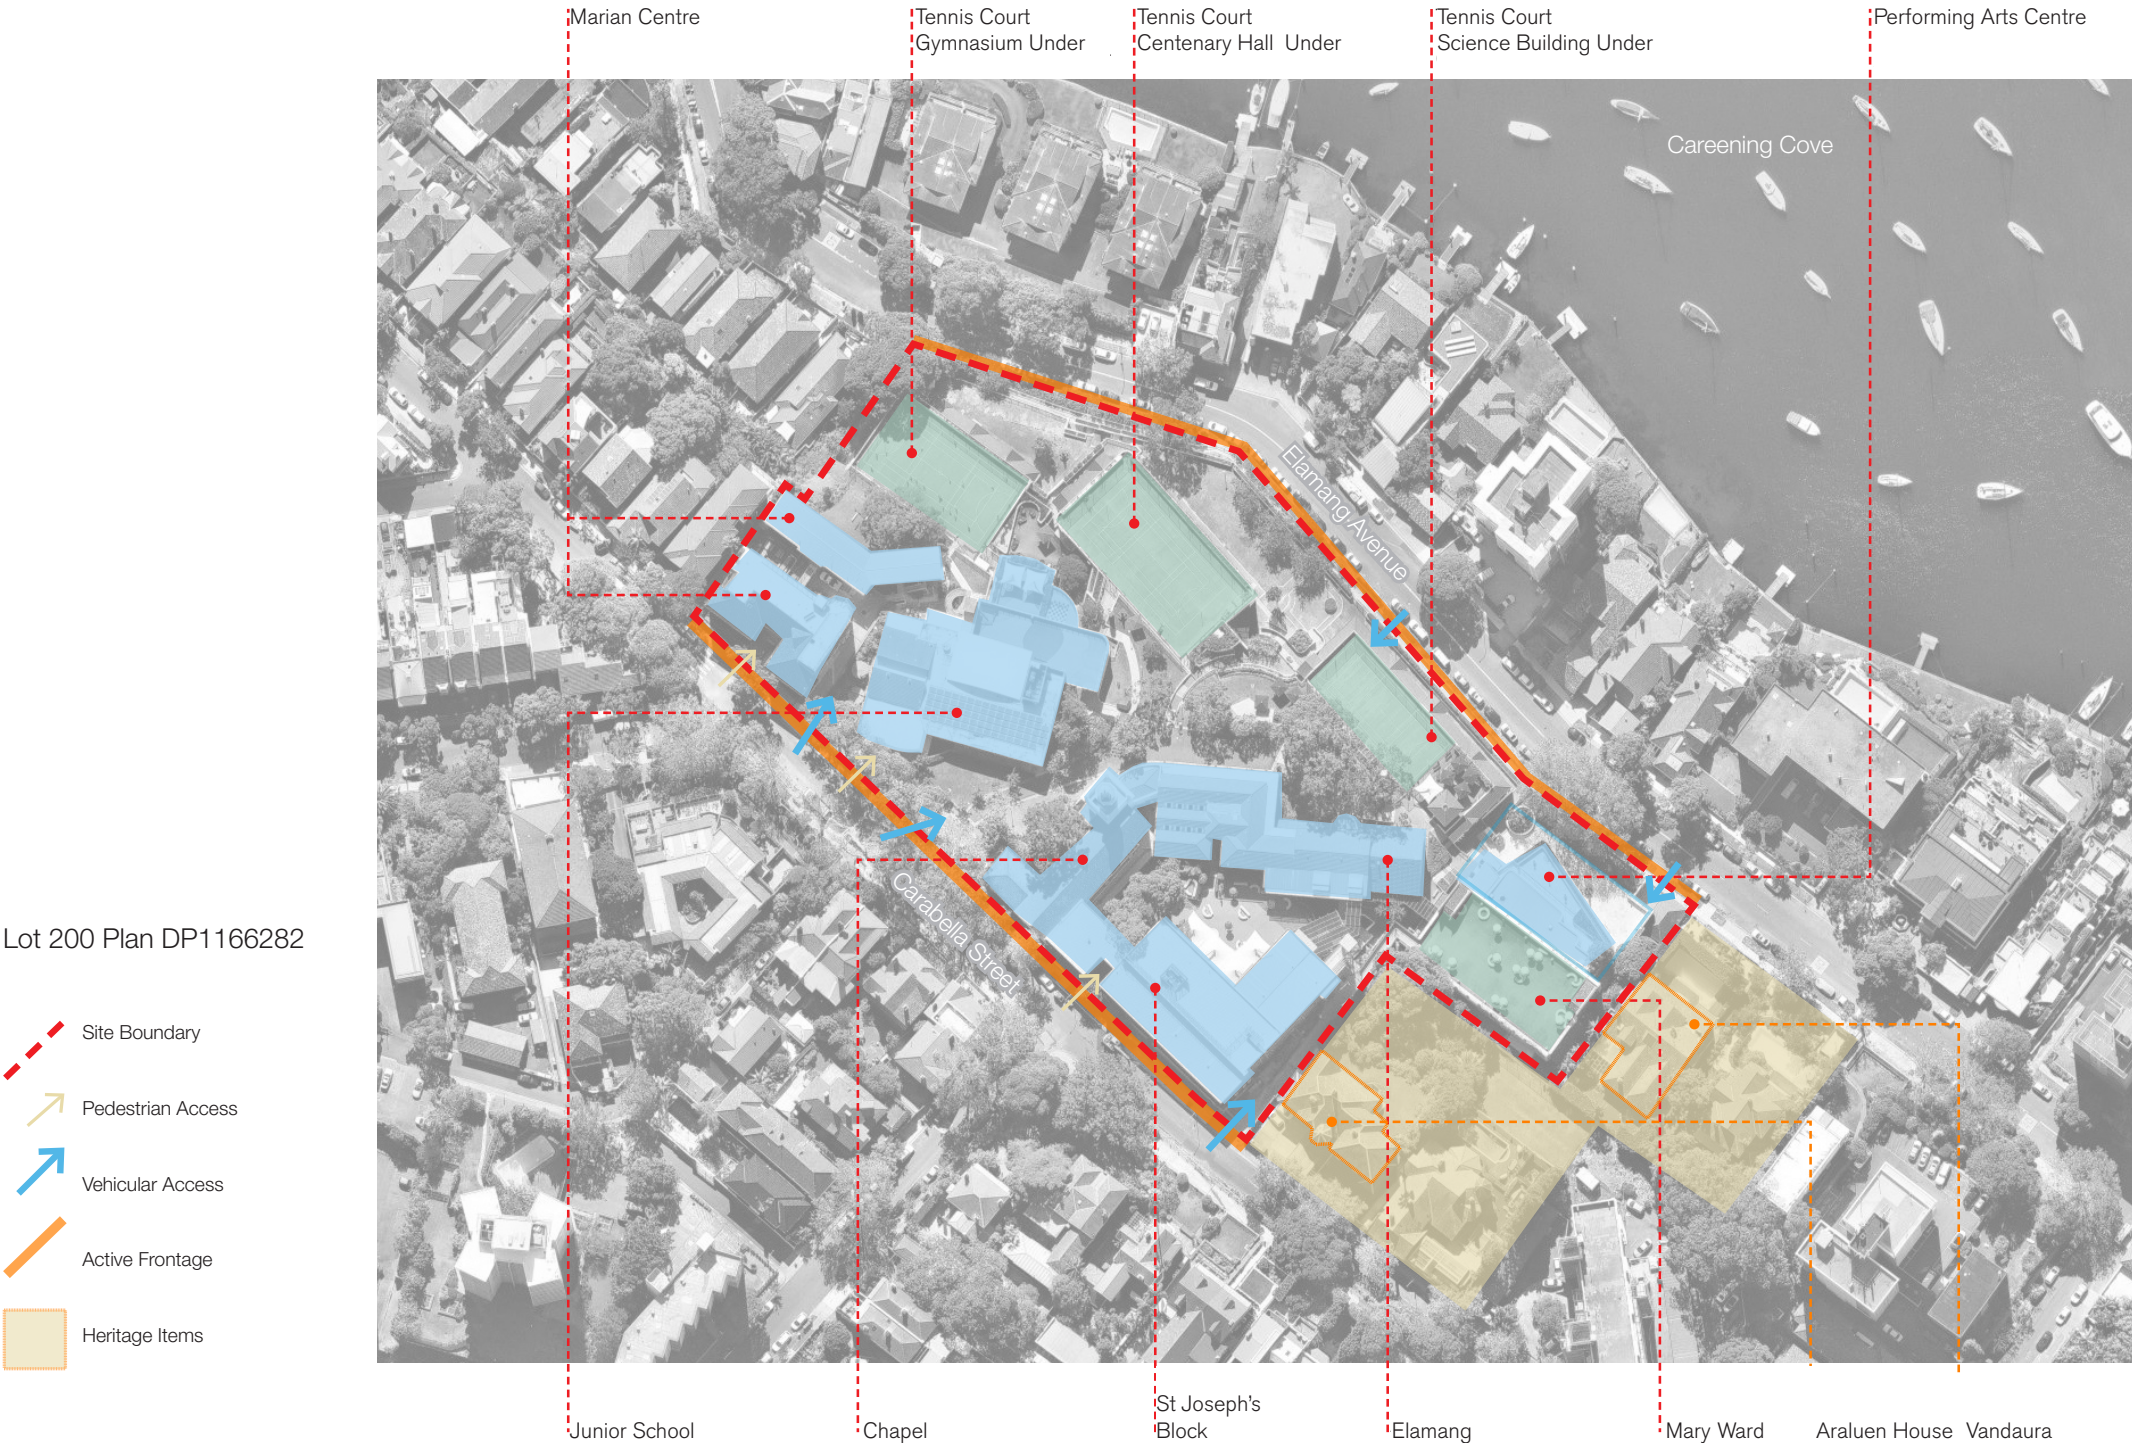 Marian Centre
Tennis Court
Gymnasium Under
Tennis Court
Centenary Hall Under
Tennis Court
Science Building Under
Performing Arts Centre
Careening Cove
Elamang Avenue
Carabella Street
Lot 200 Plan DP1166282
Site Boundary
Pedestrian Access
Vehicular Access
Active Frontage
Heritage Items
Junior School
Chapel
St Joseph's
Block
Elamang
Mary Ward
Araluen House
Vandaura